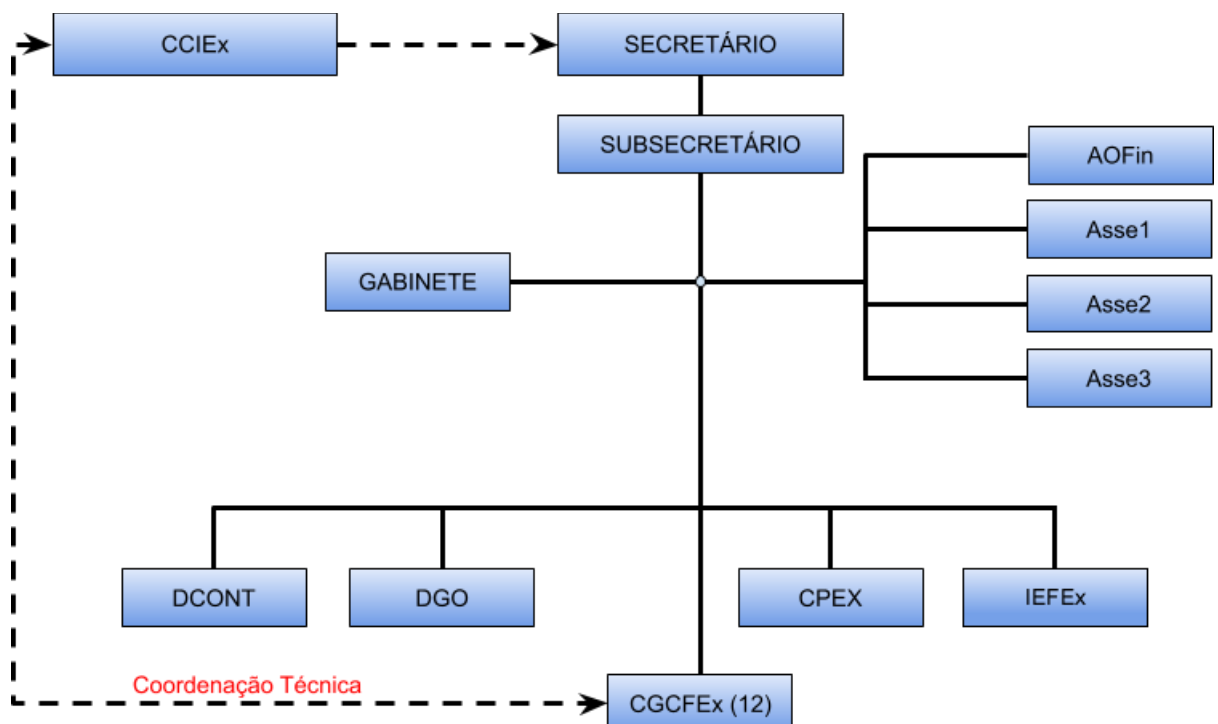 CCIEx
SECRETÁRIO
SUBSECRETÁRIO
AOFin
Asse1
GABINETE
Asse2
Asse3
DCONT
DGO
CPEX
IEFEx
Coordenação Técnica
CGCFEx (12)